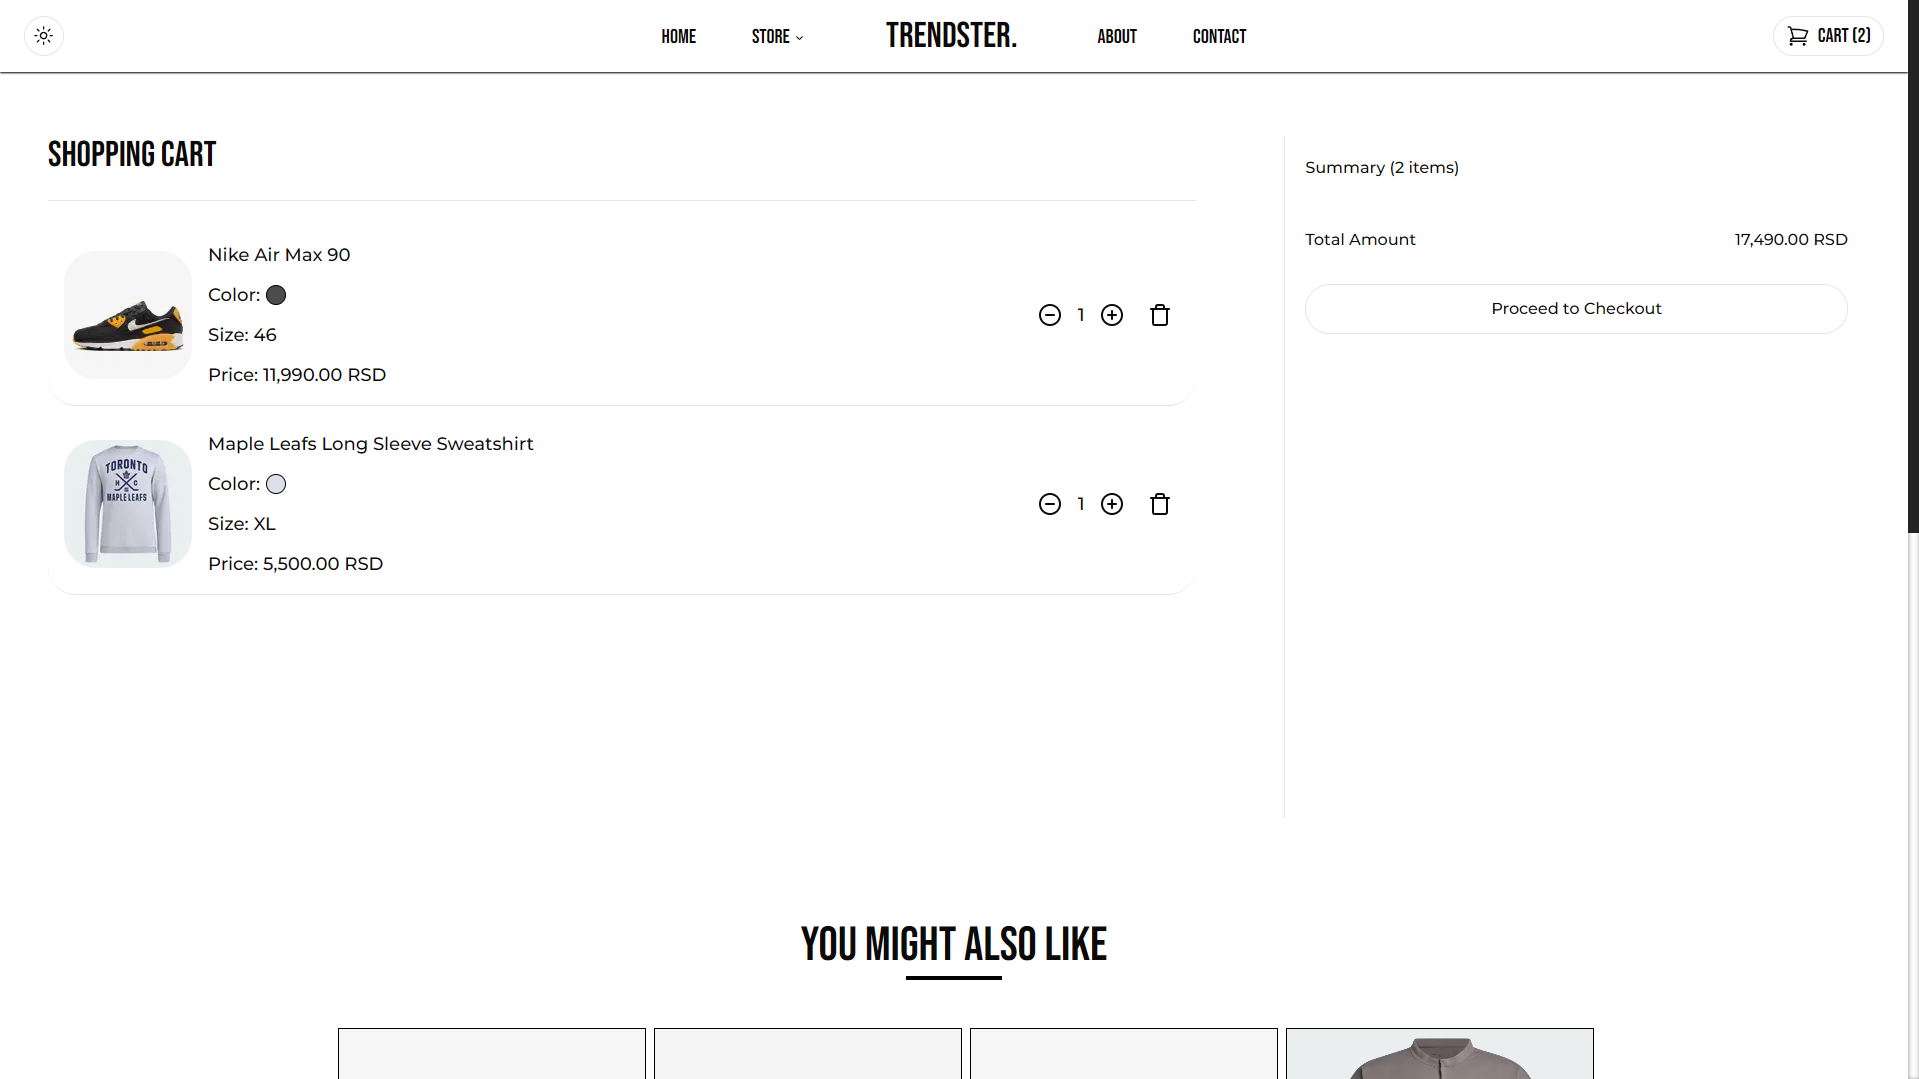 HOME
STORE
TRENDSTER.
ABOUT
CONTACT
CART (2)
SHOPPING CART
Nike Air Max 90
Color:
Size: 46
Price: 11,990.00 RSD
1
TORONTO
H C
MAPLE LEAFS
Maple Leafs Long Sleeve Sweatshirt
Color:
Size: XL
Price: 5,500.00 RSD
1
Summary (2 items)
Total Amount
17,490.00 RSD
Proceed to Checkout
YOU MIGHT ALSO LIKE